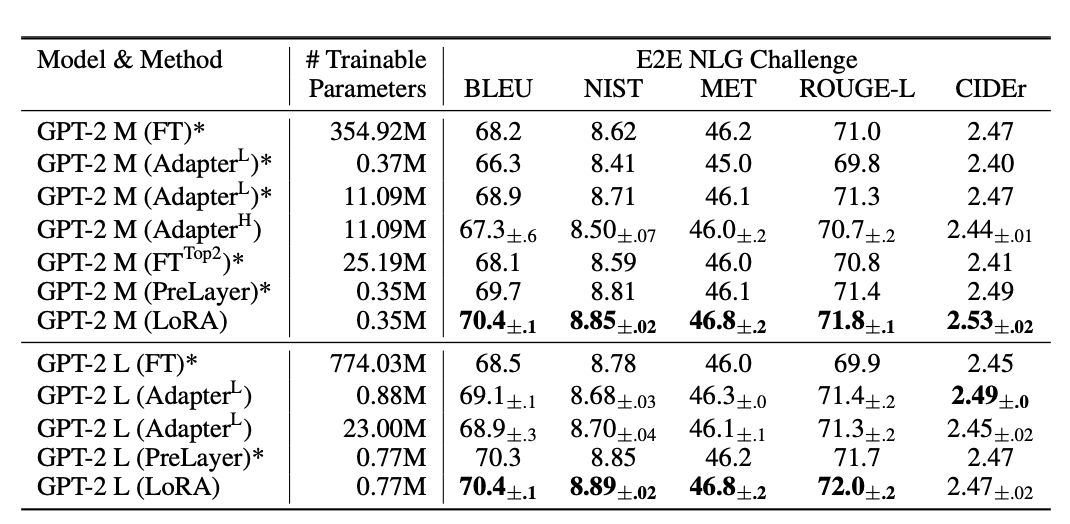 Model & Method # Trainable E2E NLG Challenge
Parameters BLEU NIST MET ROUGE-L CIDEr
GPT-2 M (FT)* 354.92M 68.2 8.62 46.2 71.0 2.47
GPT-2 M (Adapter^L)* 0.37M 66.3 8.41 45.0 69.8 2.40
GPT-2 M (Adapter^L)* 11.09M 68.9 8.71 46.1 71.3 2.47
GPT-2 M (Adapter^H) 11.09M 67.3±.6 8.50±.07 46.0±.2 70.7±.2 2.44±.01
GPT-2 M (FT^Top2)* 25.19M 68.1 8.59 46.0 70.8 2.41
GPT-2 M (PreLayer)* 0.35M 69.7 8.81 46.1 71.4 2.49
GPT-2 M (LoRA) 0.35M 70.4±.1 8.85±.02 46.8±.2 71.8±.1 2.53±.02
GPT-2 L (FT)* 774.03M 68.5 8.78 46.0 69.9 2.45
GPT-2 L (Adapter^L) 0.88M 69.1±.1 8.68±.03 46.3±.0 71.4±.2 2.49±.0
GPT-2 L (Adapter^L) 23.00M 68.9±.3 8.70±.04 46.1±.1 71.3±.2 2.45±.02
GPT-2 L (PreLayer)* 0.77M 70.3 8.85 46.2 71.7 2.47
GPT-2 L (LoRA) 0.77M 70.4±.1 8.89±.02 46.8±.2 72.0±.2 2.47±.02